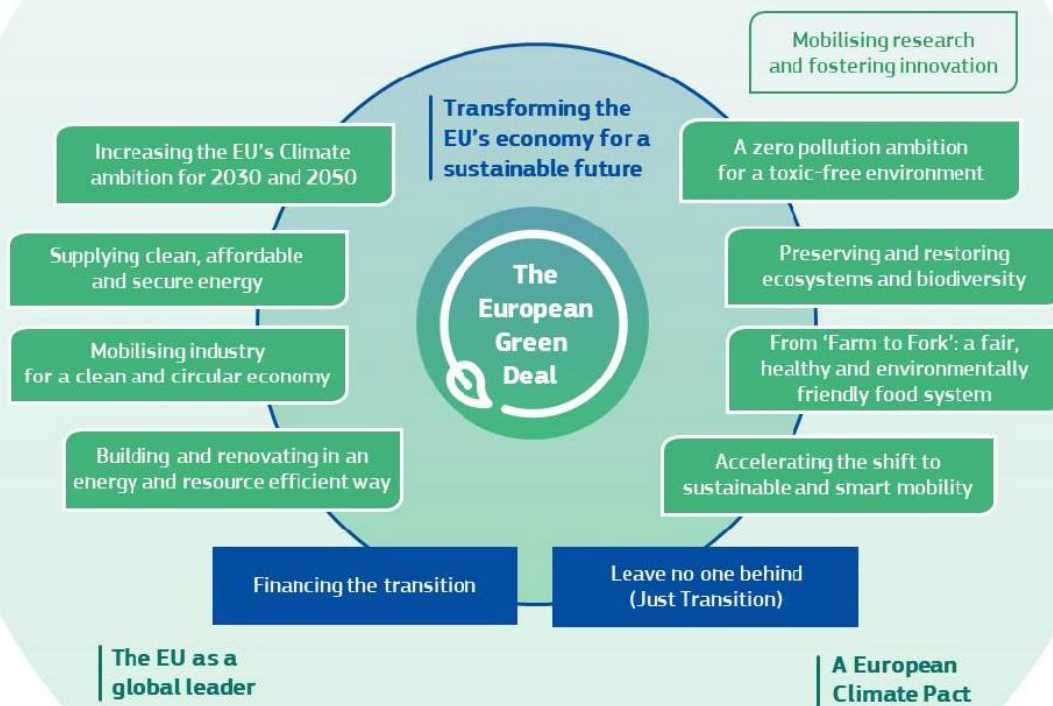 Mobilising research
and fostering innovation
Transforming the
EU's economy for a
sustainable future
Increasing the EU's Climate
ambition for 2030 and 2050
A zero pollution ambition
for a toxic-free environment
Supplying clean, affordable
and secure energy
Preserving and restoring
ecosystems and biodiversity
The
European
Green
Deal
Mobilising industry
for a clean and circular economy
From ‘Farm to Fork’: a fair,
healthy and environmentally
friendly food system
Building and renovating in an
energy and resource efficient way
Accelerating the shift to
sustainable and smart mobility
Financing the transition
Leave no one behind
(Just Transition)
The EU as a
global leader
A European
Climate Pact